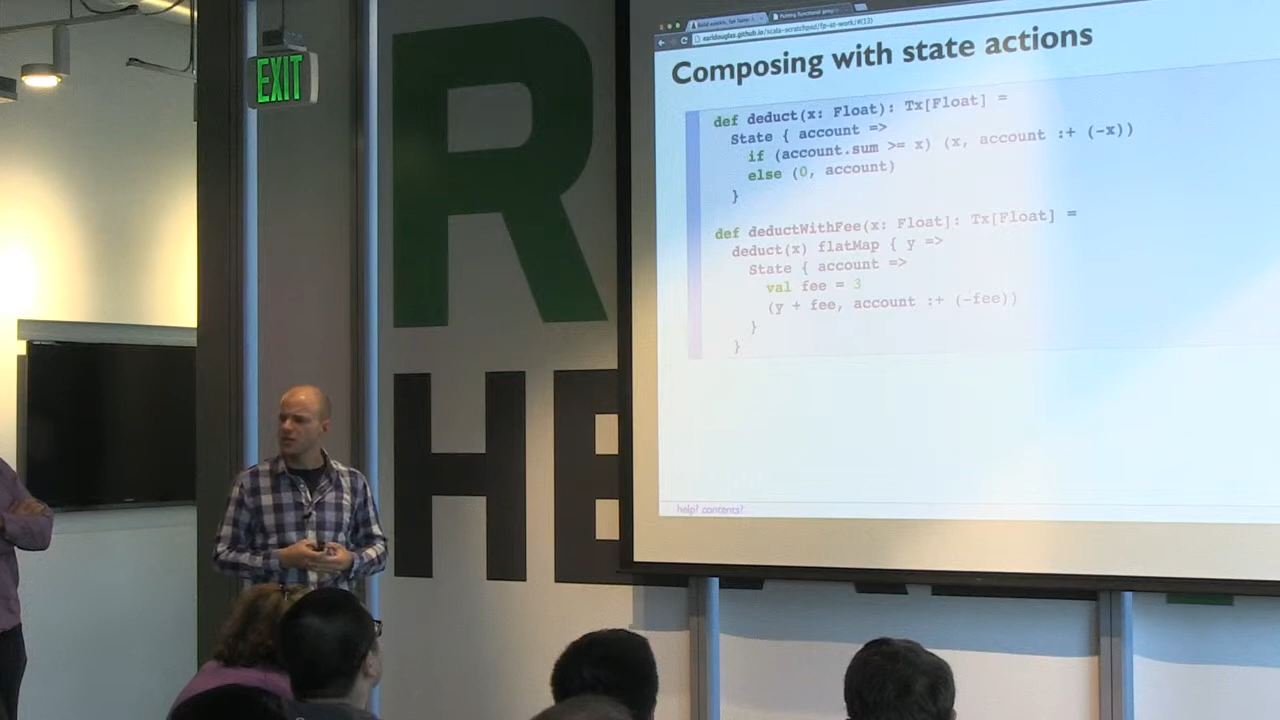 EXIT
R
HE
earldouglas.github.io/scala-scratchpad/fp-at-work/#(13)
Composing with state actions
def deduct(x: Float): Tx[Float] =
State { account =>
if (account.sum >= x) (x, account :+ (-x))
else (0, account)
}
def deductWithFee(x: Float]: Tx[Float] =
deduct(x) flatMap { y =>
State { account =>
val fee = 3
(y + fee, account :+ (-fee))
}
}
help? contents?